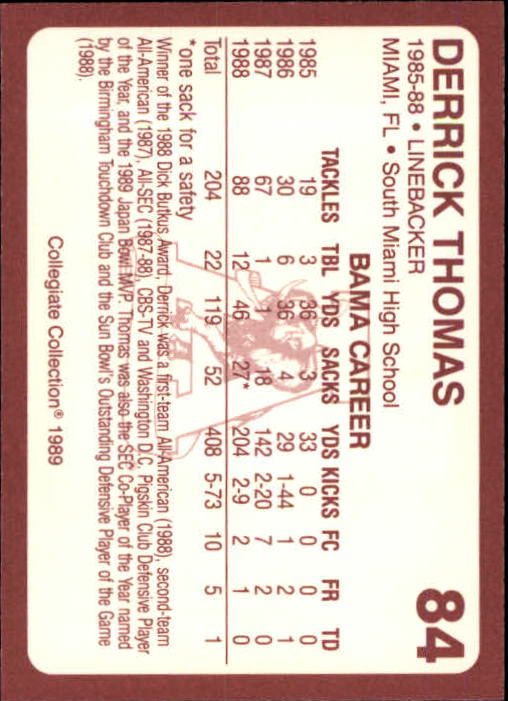 DERRICK THOMAS 84
1985-88 • LINEBACKER
MIAMI, FL • South Miami High School
BAMA CAREER
TACKLES TBL YDS SACKS YDS KICKS FC FR TD
1985 19 3 36 3 33 0 0 0 0
1986 30 6 36 4 29 1-44 1 2 1
1987 67 1 1 18 142 2-20 7 2 0
1988 88 12 46 27* 204 2-9 2 1 0
Total 204 22 119 52 408 5-73 10 5 1
*one sack for a safety
Winner of the 1988 Dick Butkus Award, Derrick was a first-team All-American (1988), second-team
All-American (1987), All-SEC (1987-88), CBS-TV and Washington D.C. Pigskin Club Defensive Player
of the Year, and the 1989 Japan Bowl MVP. Thomas was also the SEC Co-Player of the Year named
by the Birmingham Touchdown Club and the Sun Bowl's Outstanding Defensive Player of the Game
(1988).
Collegiate Collection® 1989